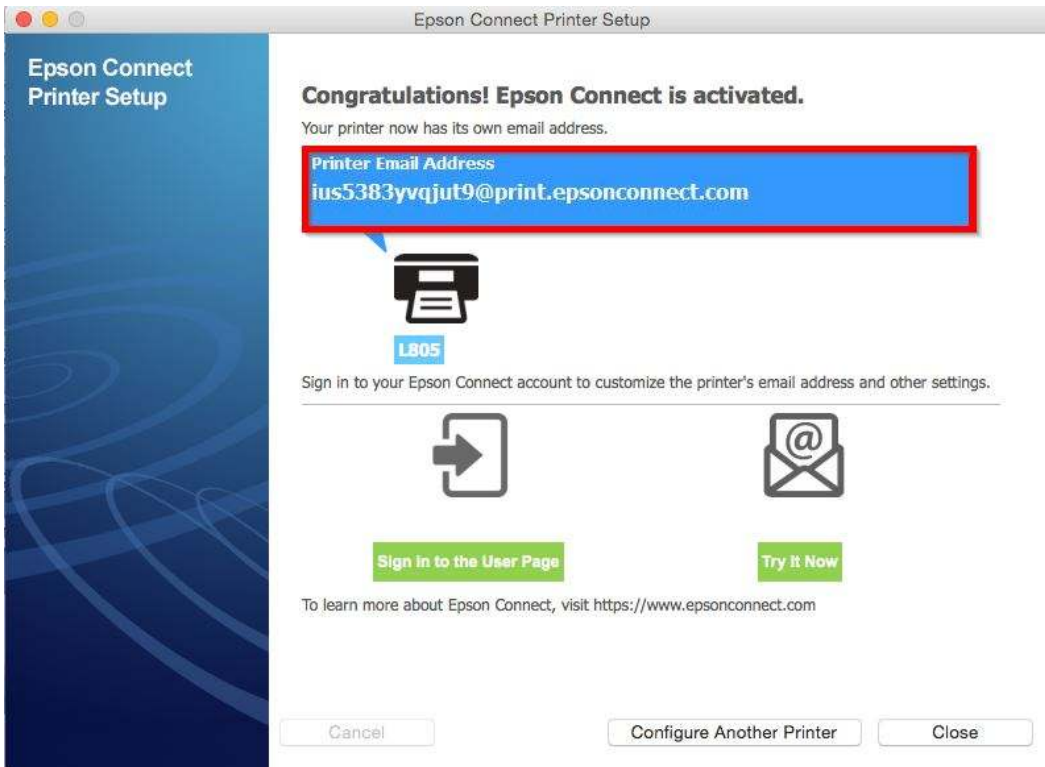 Epson Connect Printer Setup
Epson Connect
Printer Setup
Congratulations! Epson Connect is activated.
Your printer now has its own email address.
Printer Email Address
ius5383yvqjut9@print.epsonconnect.com
L805
Sign in to your Epson Connect account to customize the printer's email address and other settings.
@
Sign in to the User Page
Try It Now
To learn more about Epson Connect, visit https://www.epsonconnect.com
Cancel
Configure Another Printer
Close